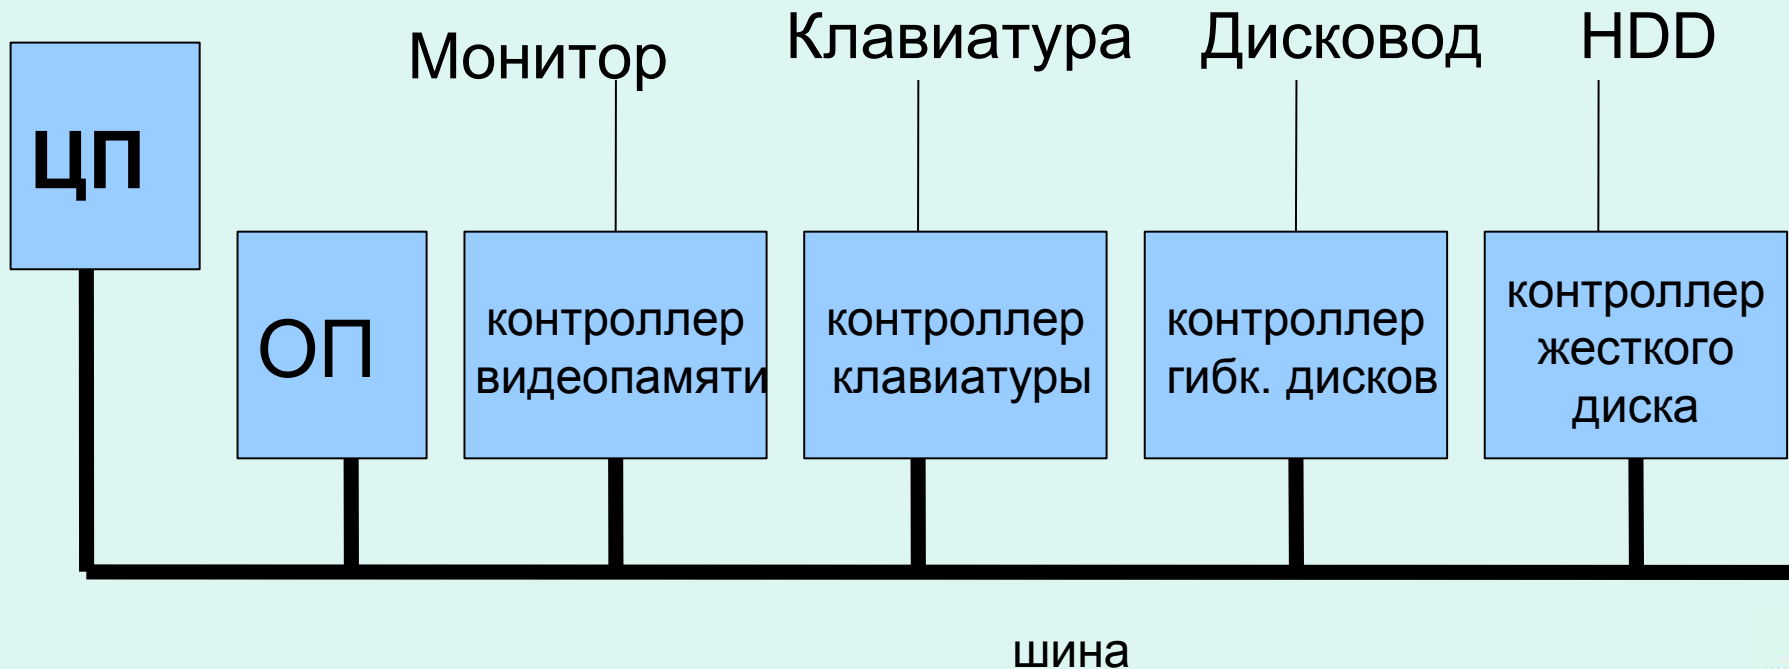 Монитор
Клавиатура
Дисковод
HDD
ЦП
ОП
контроллер
видеопамяти
контроллер
клавиатуры
контроллер
гибк. дисков
контроллер
жесткого
диска
шина